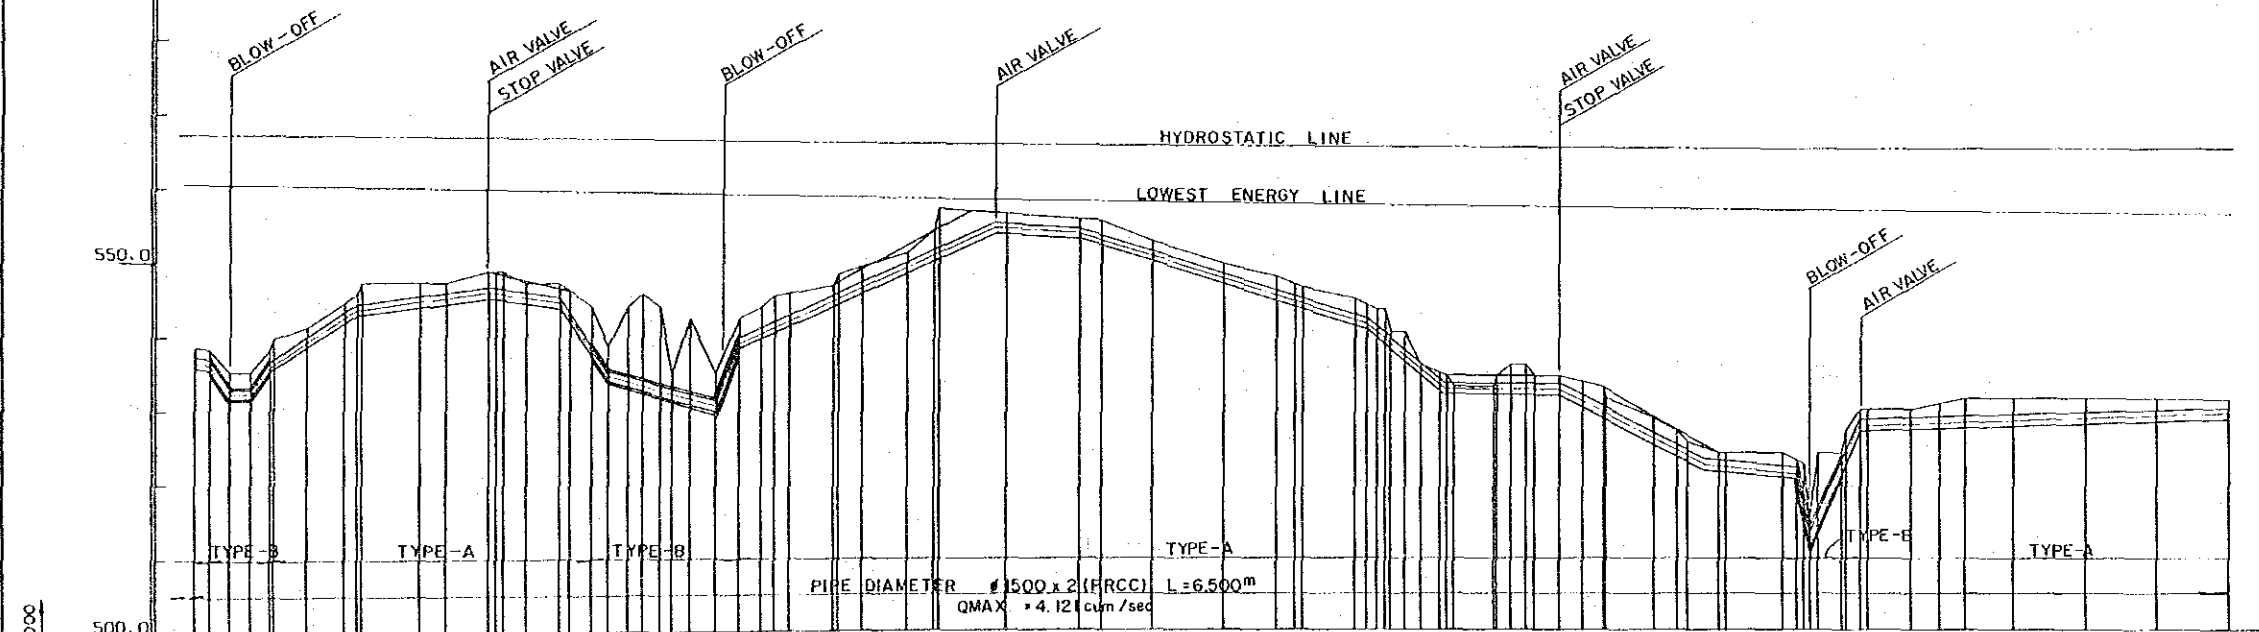 BLOW-OFF
AIR VALVE
STOP VALVE
BLOW-OFF
AIR VALVE
AIR VALVE
STOP VALVE
HYDROSTATIC LINE
LOWEST ENERGY LINE
BLOW-OFF
AIR VALVE
550.0
TYPE-B
TYPE-A
TYPE-B
TYPE-A
TYPE-E
TYPE-A
PIPE DIAMETER ø1500 x 2 (PRCC) L=6.500m
QMAX = 4.121 cum/sec
500.0